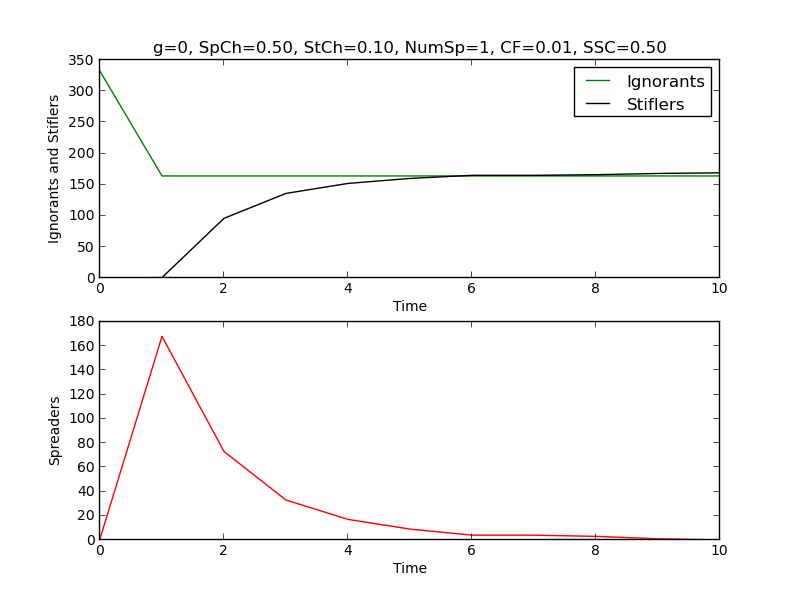 g=0, SpCh=0.50, StCh=0.10, NumSp=1, CF=0.01, SSC=0.50
350
300
250
200
150
100
50
0
Ignorants and Stiflers
Ignorants
Stiflers
0 2 4 6 8 10
Time
180
160
140
120
100
80
60
40
20
0
Spreaders
0 2 4 6 8 10
Time